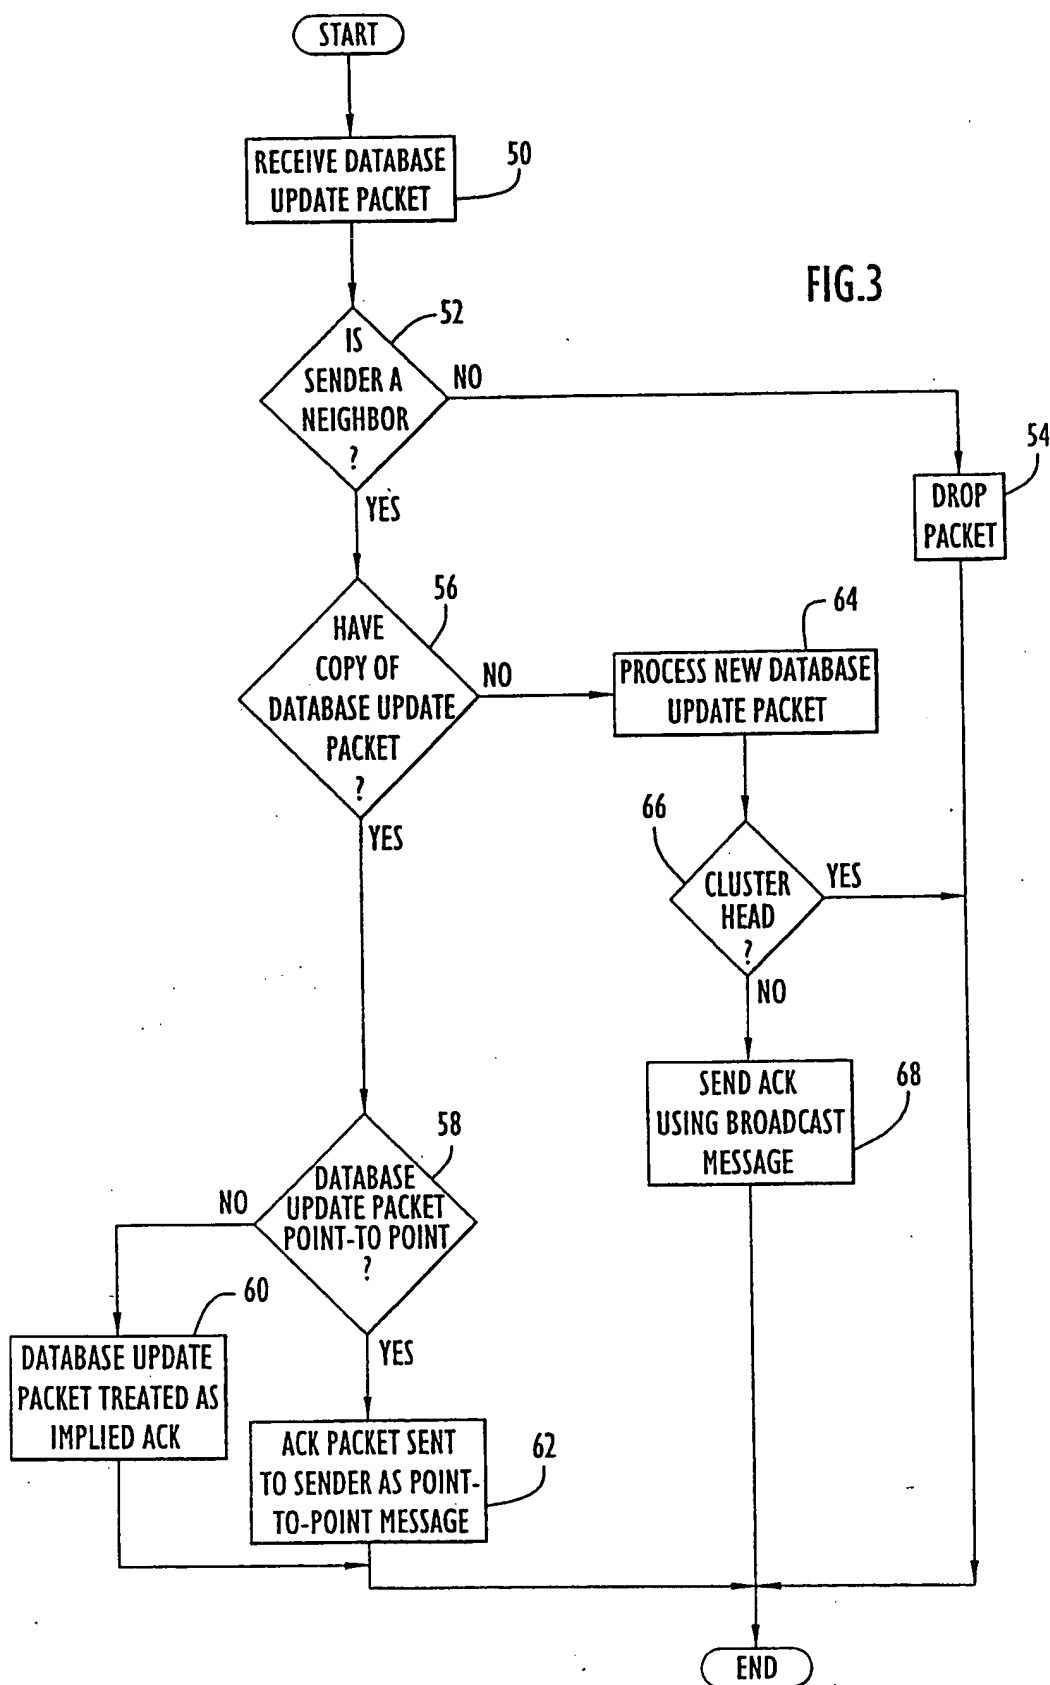 START
RECEIVE DATABASE
UPDATE PACKET
50
FIG.3
52
IS
SENDER A
NEIGHBOR
?
NO
YES
54
DROP
PACKET
56
HAVE
COPY OF
DATABASE UPDATE
PACKET
?
NO
YES
64
PROCESS NEW DATABASE
UPDATE PACKET
66
CLUSTER
HEAD
?
YES
NO
68
SEND ACK
USING BROADCAST
MESSAGE
58
DATABASE
UPDATE PACKET
POINT-TO POINT
?
NO
YES
60
DATABASE UPDATE
PACKET TREATED AS
IMPLIED ACK
62
ACK PACKET SENT
TO SENDER AS POINT-
TO-POINT MESSAGE
END